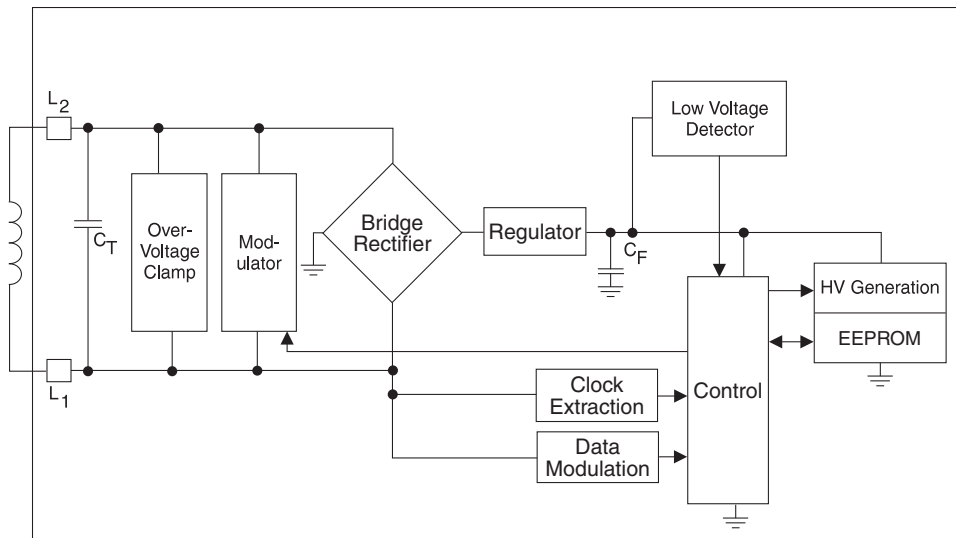 L2
CT
Over-
Voltage
Clamp
Mod-
ulator
Bridge
Rectifier
Regulator
CF
Low Voltage
Detector
HV Generation
EEPROM
Control
Clock
Extraction
Data
Modulation
L1